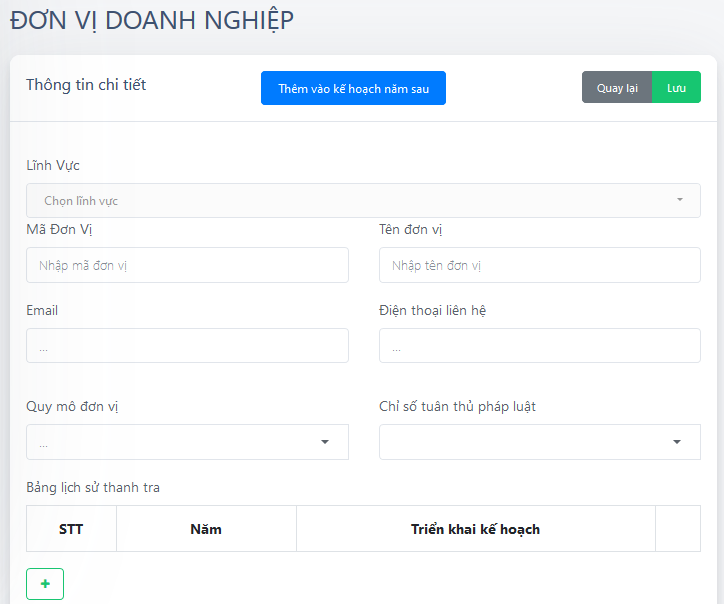 ĐƠN VỊ DOANH NGHIỆP
Thông tin chi tiết
Thêm vào kế hoạch năm sau
Quay lại
Lưu
Lĩnh Vực
Chọn lĩnh vực
Mã Đơn Vị
Tên đơn vị
Nhập mã đơn vị
Nhập tên đơn vị
Email
Điện thoại liên hệ
...
...
Quy mô đơn vị
Chỉ số tuân thủ pháp luật
...
Bảng lịch sử thanh tra
STT
Năm
Triển khai kế hoạch
+